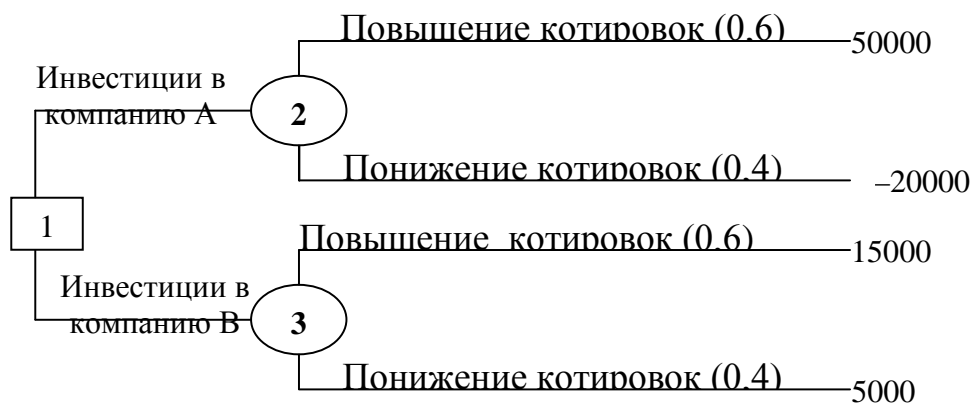 Повышение котировок (0,6)
50000
Инвестиции в
компанию А
2
Понижение котировок (0,4)
–20000
1
Повышение котировок (0,6)
15000
Инвестиции в
компанию В
3
Понижение котировок (0,4)
5000